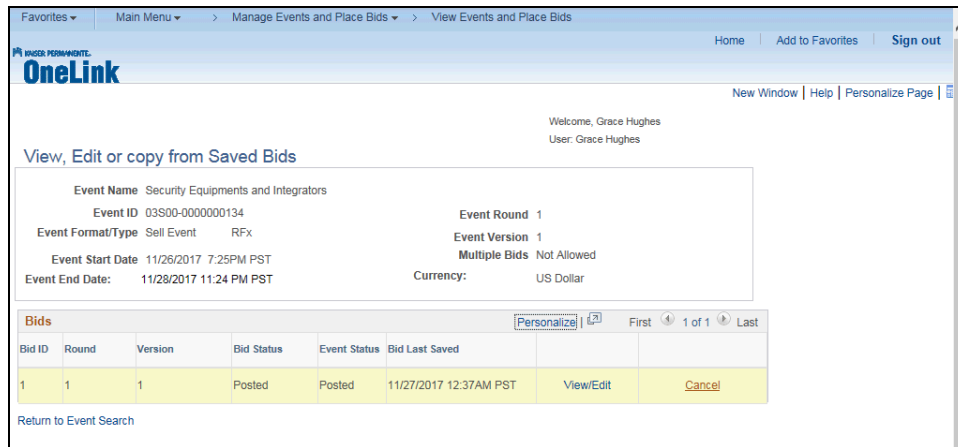 Favorites Main Menu > Manage Events and Place Bids > View Events and Place Bids
Home Add to Favorites Sign out
KAISER PERMANENTE.
OneLink
New Window | Help | Personalize Page |
Welcome, Grace Hughes
User: Grace Hughes
View, Edit or copy from Saved Bids
Event Name Security Equipments and Integrators
Event ID 03S00-0000000134 Event Round 1
Event Format/Type Sell Event RFx Event Version 1
Event Start Date 11/26/2017 7:25PM PST Multiple Bids Not Allowed
Event End Date: 11/28/2017 11:24 PM PST Currency: US Dollar
Bids Personalize | First 1 of 1 Last
Bid ID Round Version Bid Status Event Status Bid Last Saved
1 1 1 Posted Posted 11/27/2017 12:37AM PST View/Edit Cancel
Return to Event Search